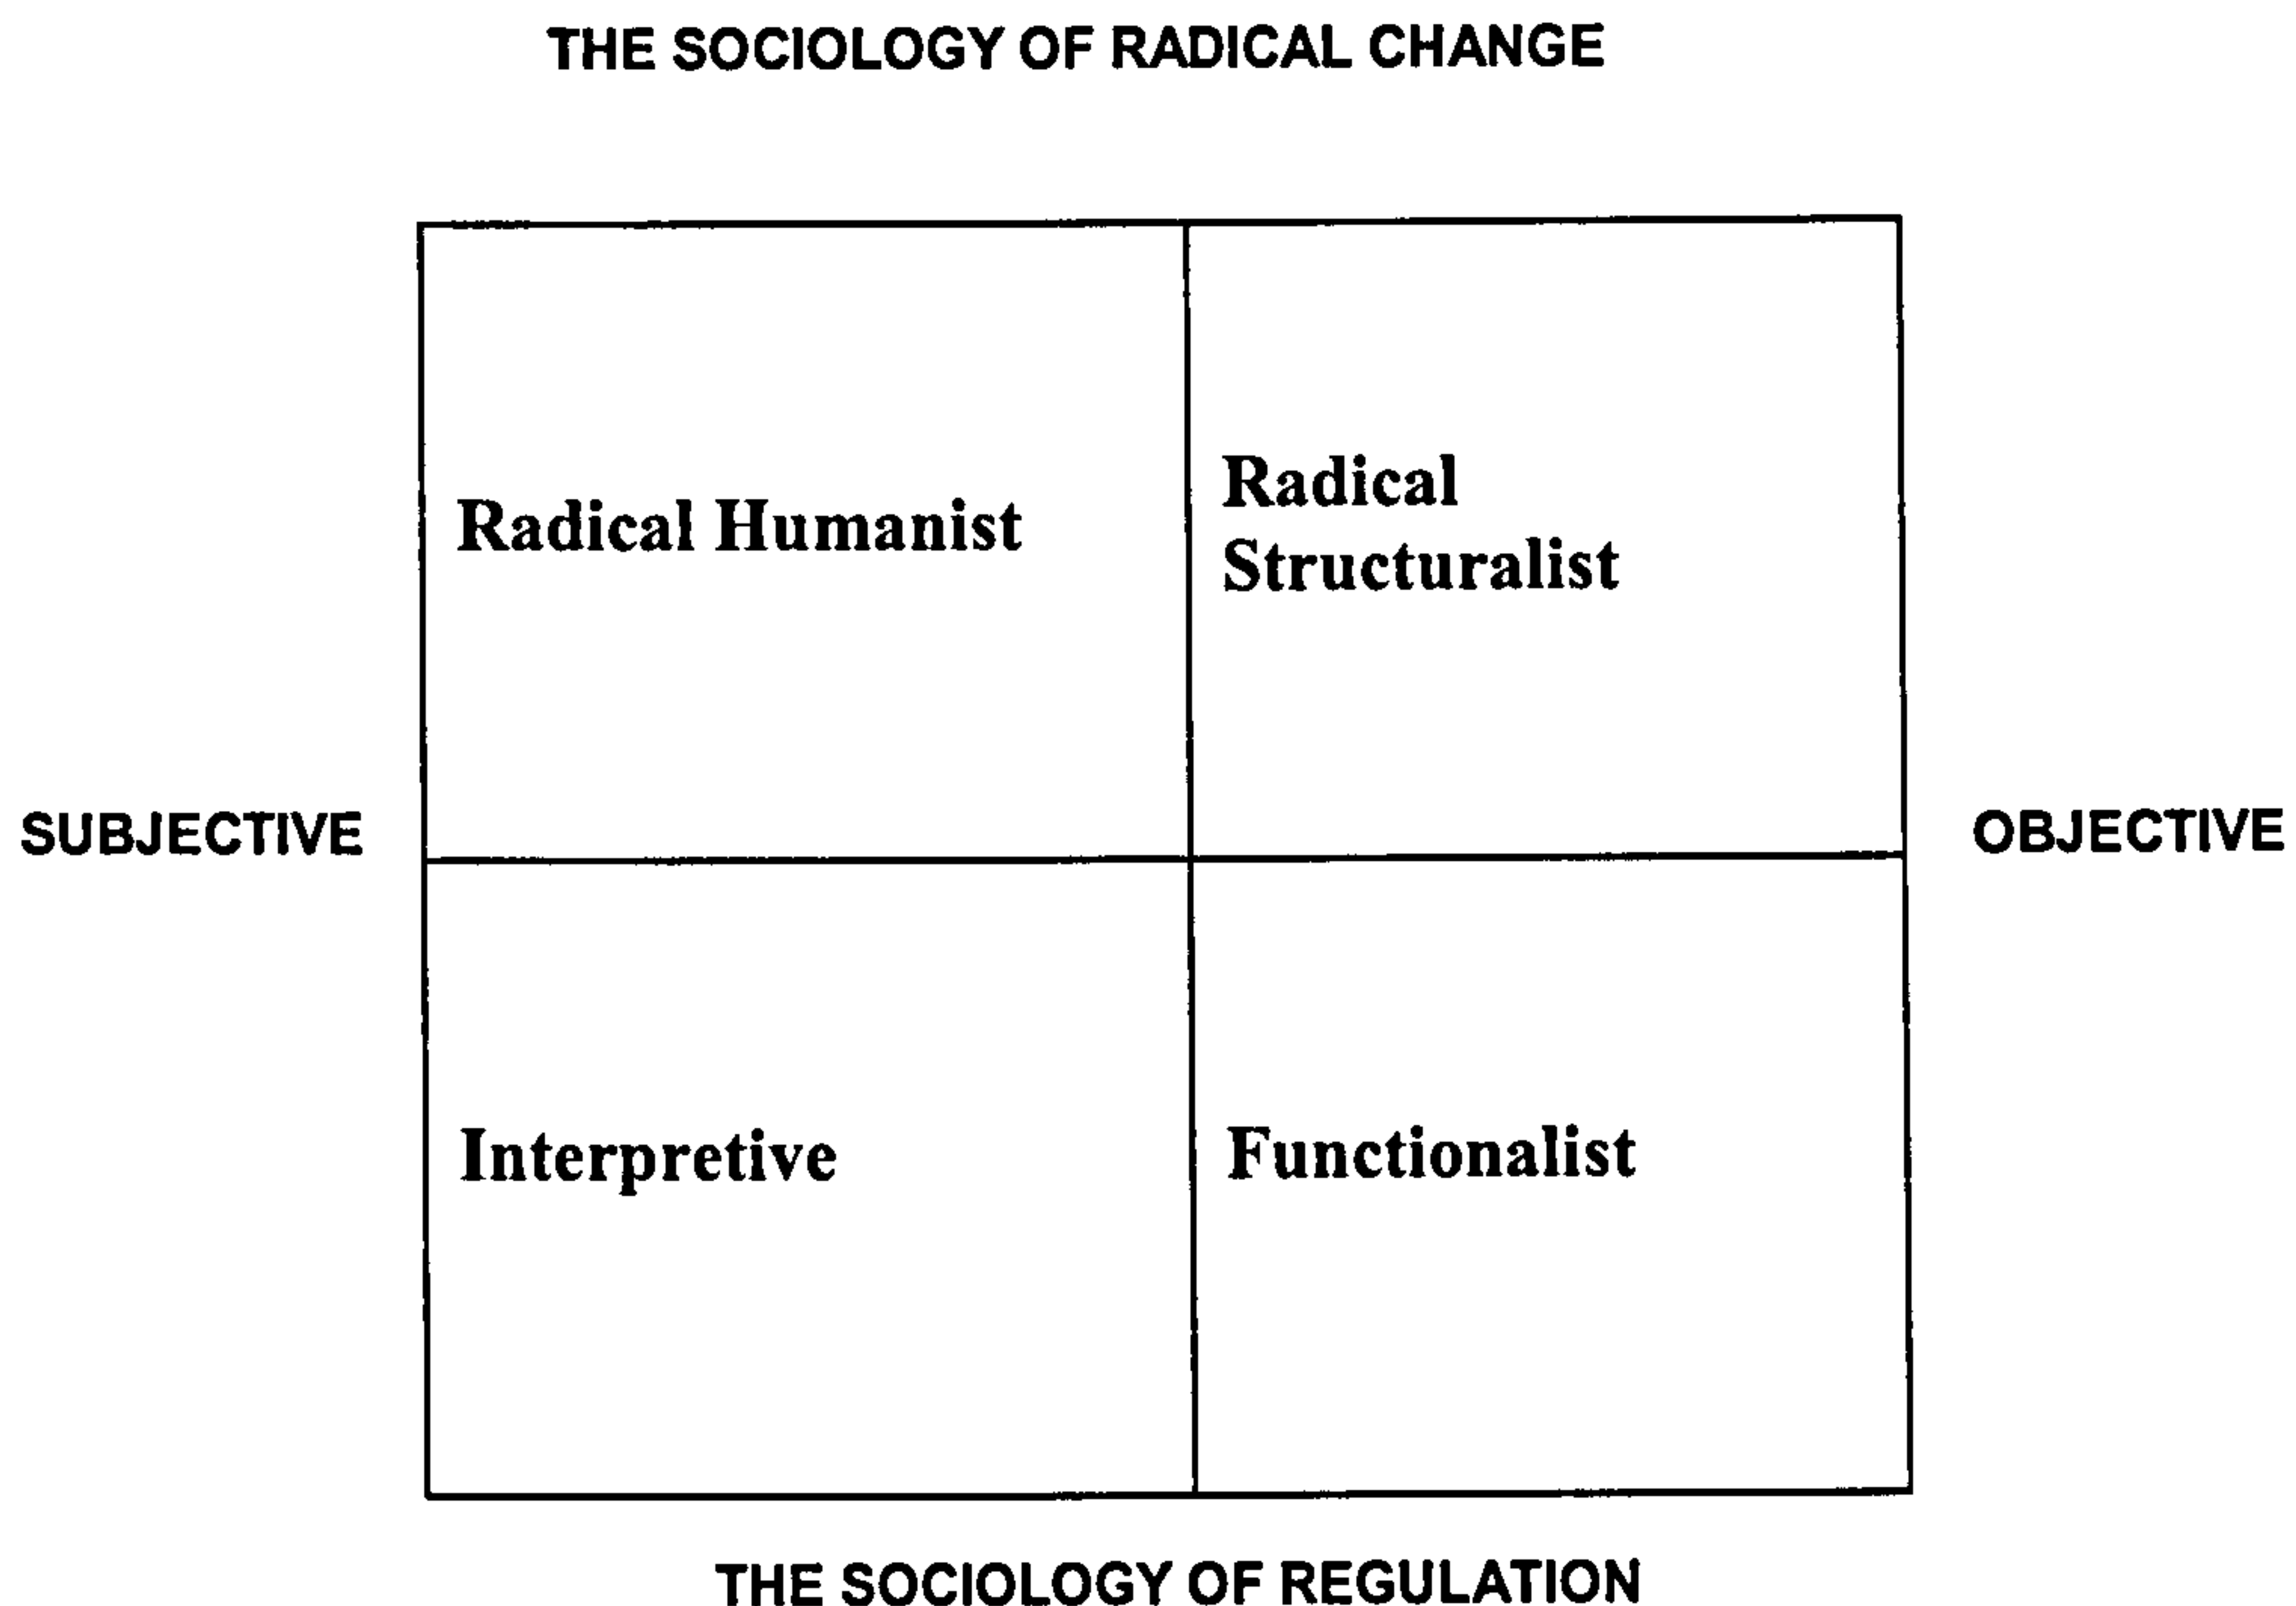 THE SOCIOLOGY OF RADICAL CHANGE
Radical Humanist
Radical
Structuralist
SUBJECTIVE
OBJECTIVE
Interpretive
Functionalist
THE SOCIOLOGY OF REGULATION